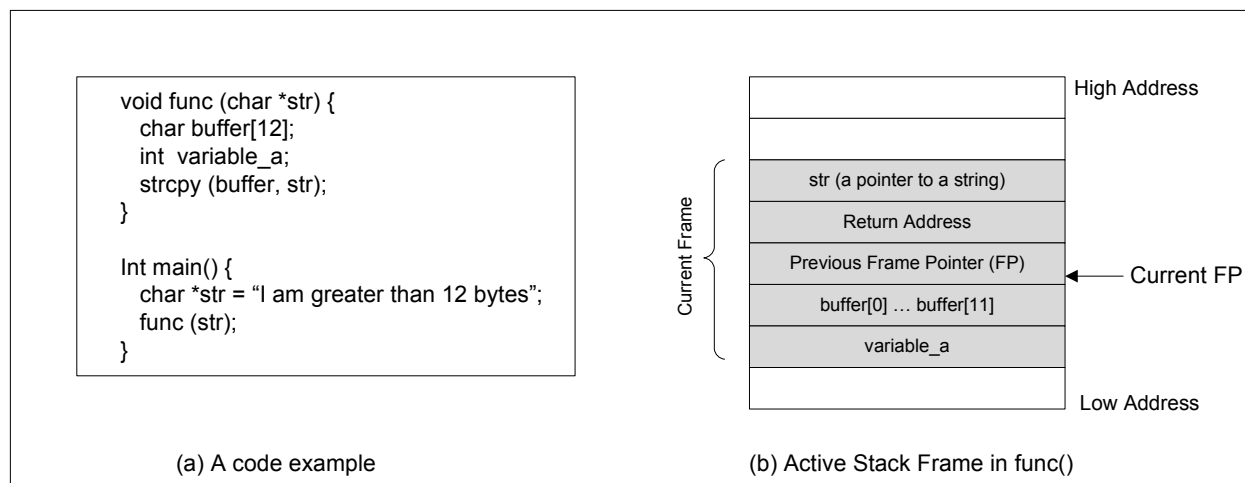 void func (char *str) {
char buffer[12];
int variable_a;
strcpy (buffer, str);
}
Int main() {
char *str = “I am greater than 12 bytes”;
func (str);
}
(a) A code example
High Address
Current Frame
str (a pointer to a string)
Return Address
Previous Frame Pointer (FP)
Current FP
buffer[0] … buffer[11]
variable_a
Low Address
(b) Active Stack Frame in func()